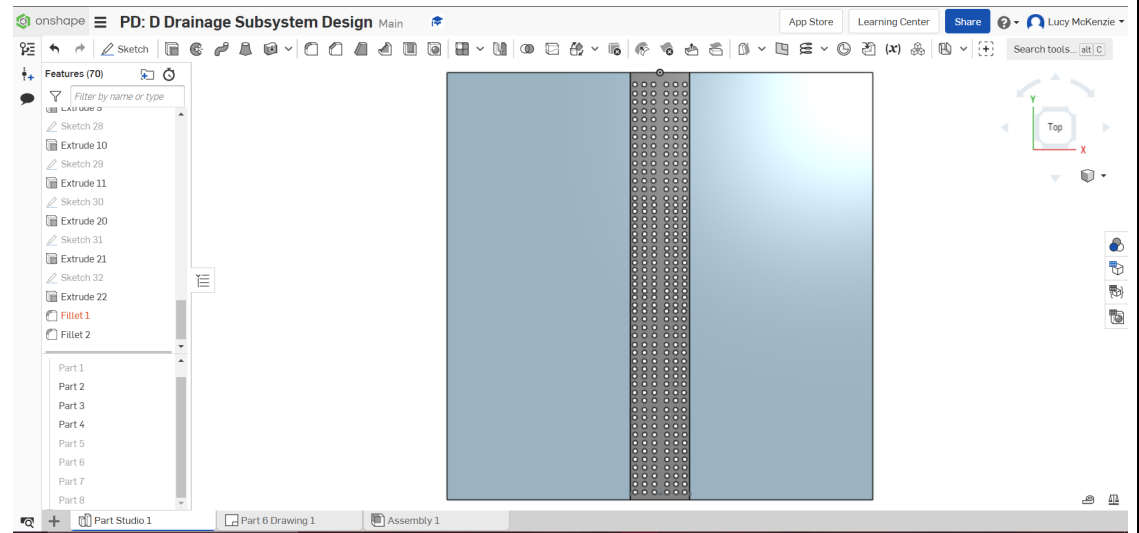 onshape PD: D Drainage Subsystem Design Main App Store Learning Center Share Lucy McKenzie
Sketch Search tools... alt C
Features (70)
Filter by name or type
Extrude 9
Sketch 28
Extrude 10
Sketch 29
Extrude 11
Sketch 30
Extrude 20
Sketch 31
Extrude 21
Sketch 32
Extrude 22
Fillet 1
Fillet 2
Part 1
Part 2
Part 3
Part 4
Part 5
Part 6
Part 7
Part 8
Y
Top
X
Part Studio 1 Part 6 Drawing 1 Assembly 1